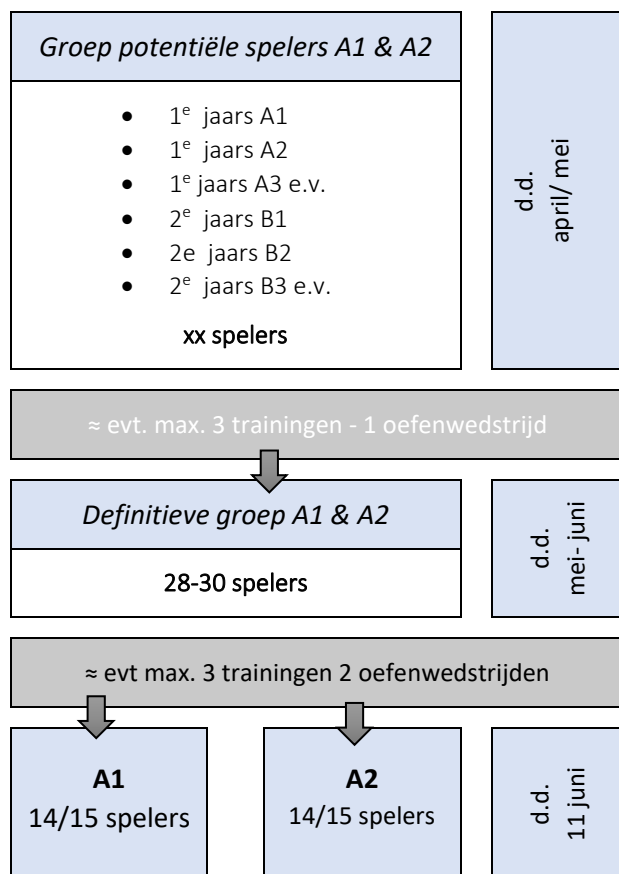 Groep potentiële spelers A1 & A2
• 1e jaars A1
• 1e jaars A2
• 1e jaars A3 e.v.
• 2e jaars B1
• 2e jaars B2
• 2e jaars B3 e.v.
xx spelers
d.d.
april/ mei
≈ evt. max. 3 trainingen - 1 oefenwedstrijd
Definitieve groep A1 & A2
28-30 spelers
d.d.
mei- juni
≈ evt max. 3 trainingen 2 oefenwedstrijden
A1
14/15 spelers
A2
14/15 spelers
d.d.
11 juni